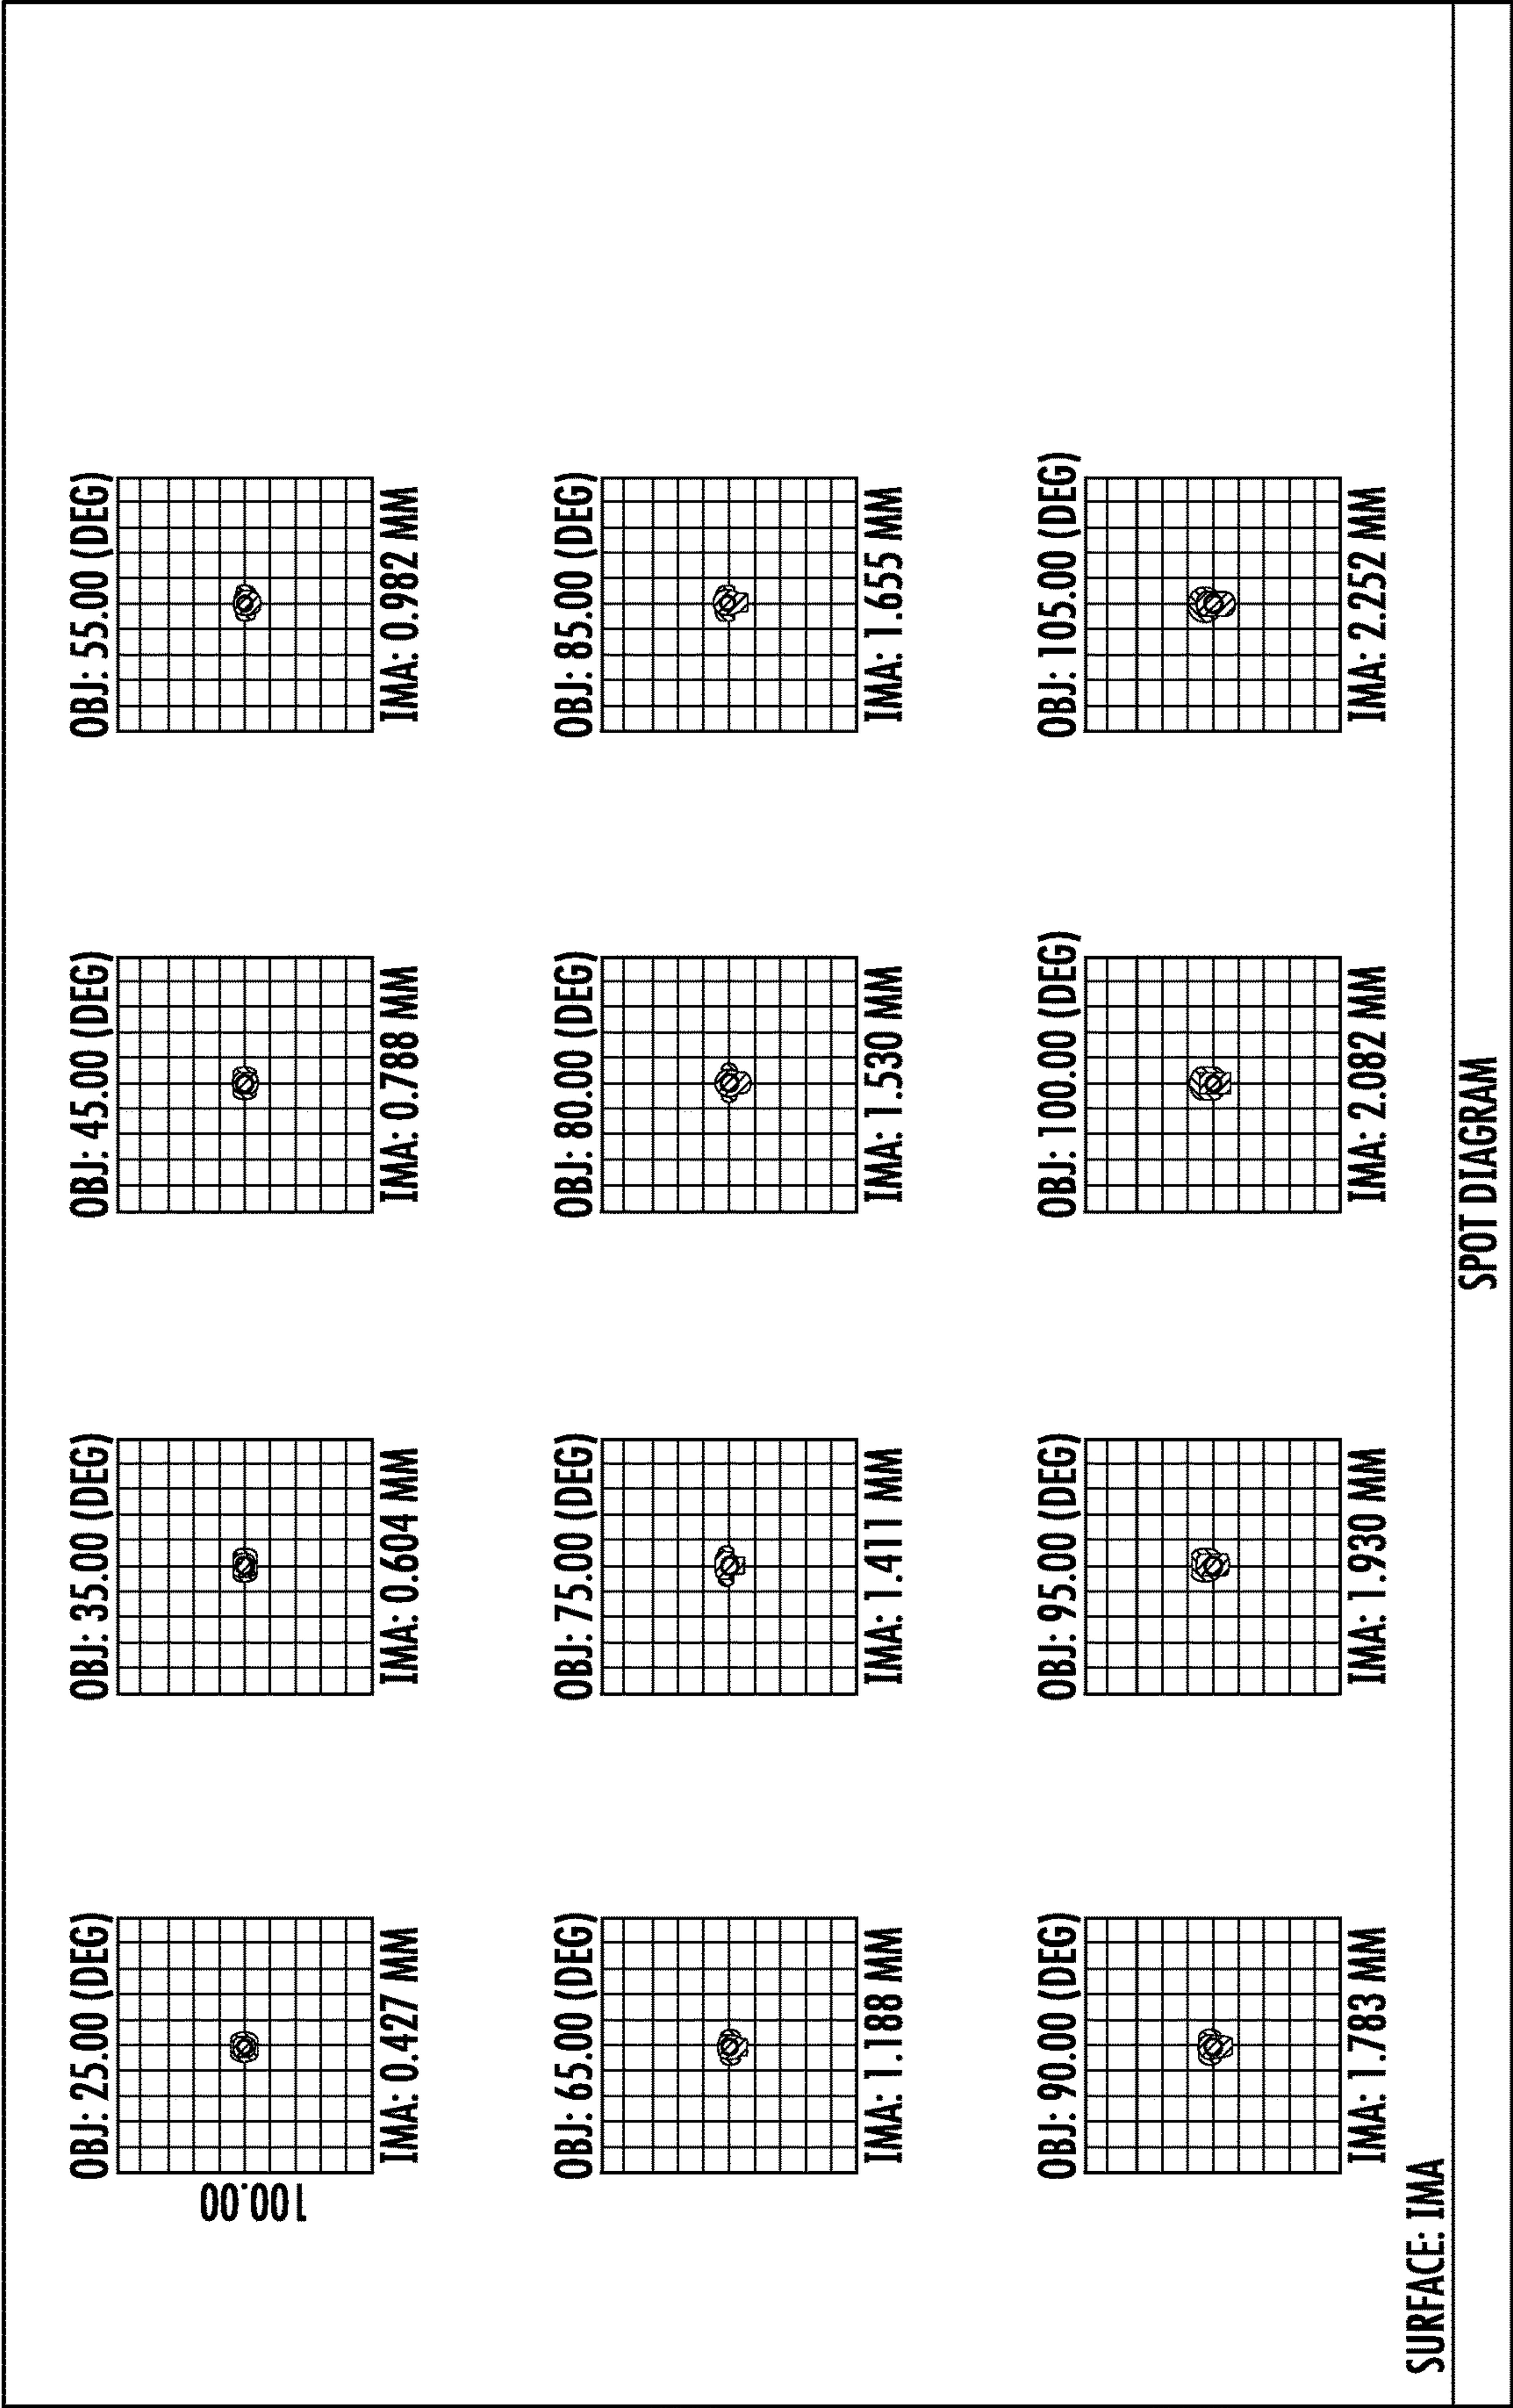 OBJ: 25.00 (DEG)
OBJ: 35.00 (DEG)
OBJ: 45.00 (DEG)
OBJ: 55.00 (DEG)
100.00
IMA: 0.427 MM
IMA: 0.604 MM
IMA: 0.788 MM
IMA: 0.982 MM
OBJ: 65.00 (DEG)
OBJ: 75.00 (DEG)
OBJ: 80.00 (DEG)
OBJ: 85.00 (DEG)
IMA: 1.188 MM
IMA: 1.411 MM
IMA: 1.530 MM
IMA: 1.655 MM
OBJ: 90.00 (DEG)
OBJ: 95.00 (DEG)
OBJ: 100.00 (DEG)
OBJ: 105.00 (DEG)
IMA: 1.783 MM
IMA: 1.930 MM
IMA: 2.082 MM
IMA: 2.252 MM
SURFACE: IMA
SPOT DIAGRAM